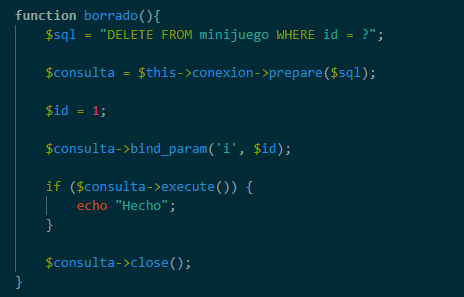 function borrado(){
    $sql = "DELETE FROM minijuego WHERE id = ?";
    $consulta = $this->conexion->prepare($sql);
    $id = 1;
    $consulta->bind_param('i', $id);
    if ($consulta->execute()) {
        echo "Hecho";
    }
    $consulta->close();
}